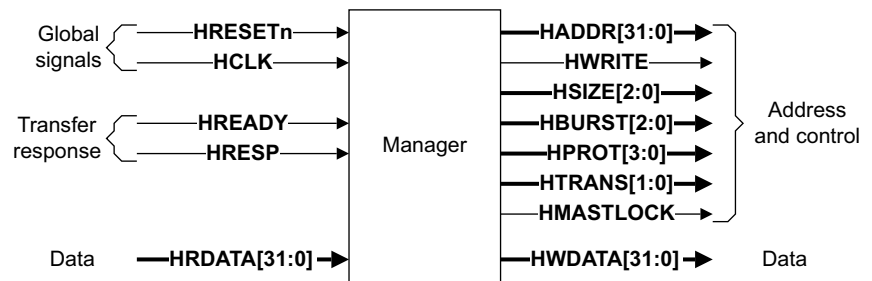 Global
signals
HRESETn
HCLK
Transfer
response
HREADY
HRESP
Data
HRDATA[31:0]
Manager
HADDR[31:0]
HWRITE
HSIZE[2:0]
HBURST[2:0]
HPROT[3:0]
HTRANS[1:0]
HMASTLOCK
Address
and control
HWDATA[31:0]
Data